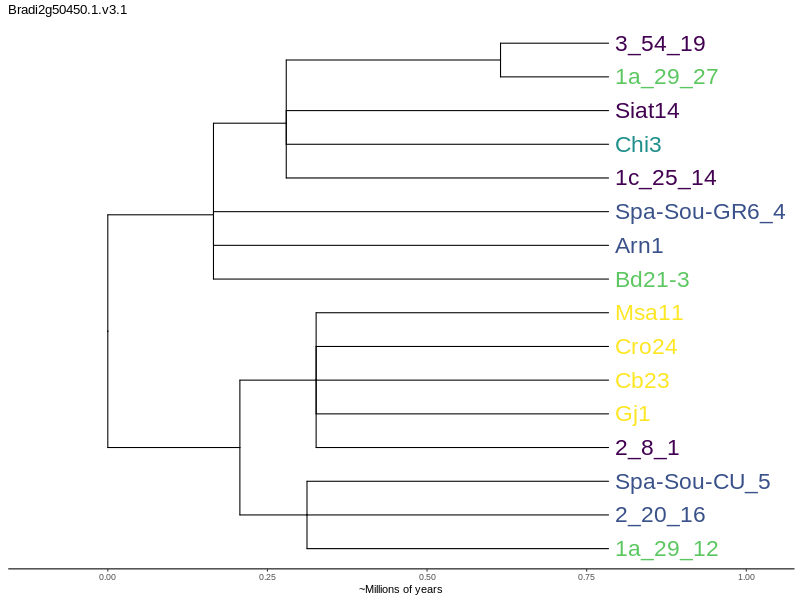 Bradi2g50450.1.v3.1
3_54_19
1a_29_27
Siat14
Chi3
1c_25_14
Spa-Sou-GR6_4
Arn1
Bd21-3
Msa11
Cro24
Cb23
Gj1
2_8_1
Spa-Sou-CU_5
2_20_16
1a_29_12
0.00 0.25 0.50 0.75 1.00
~Millions of years